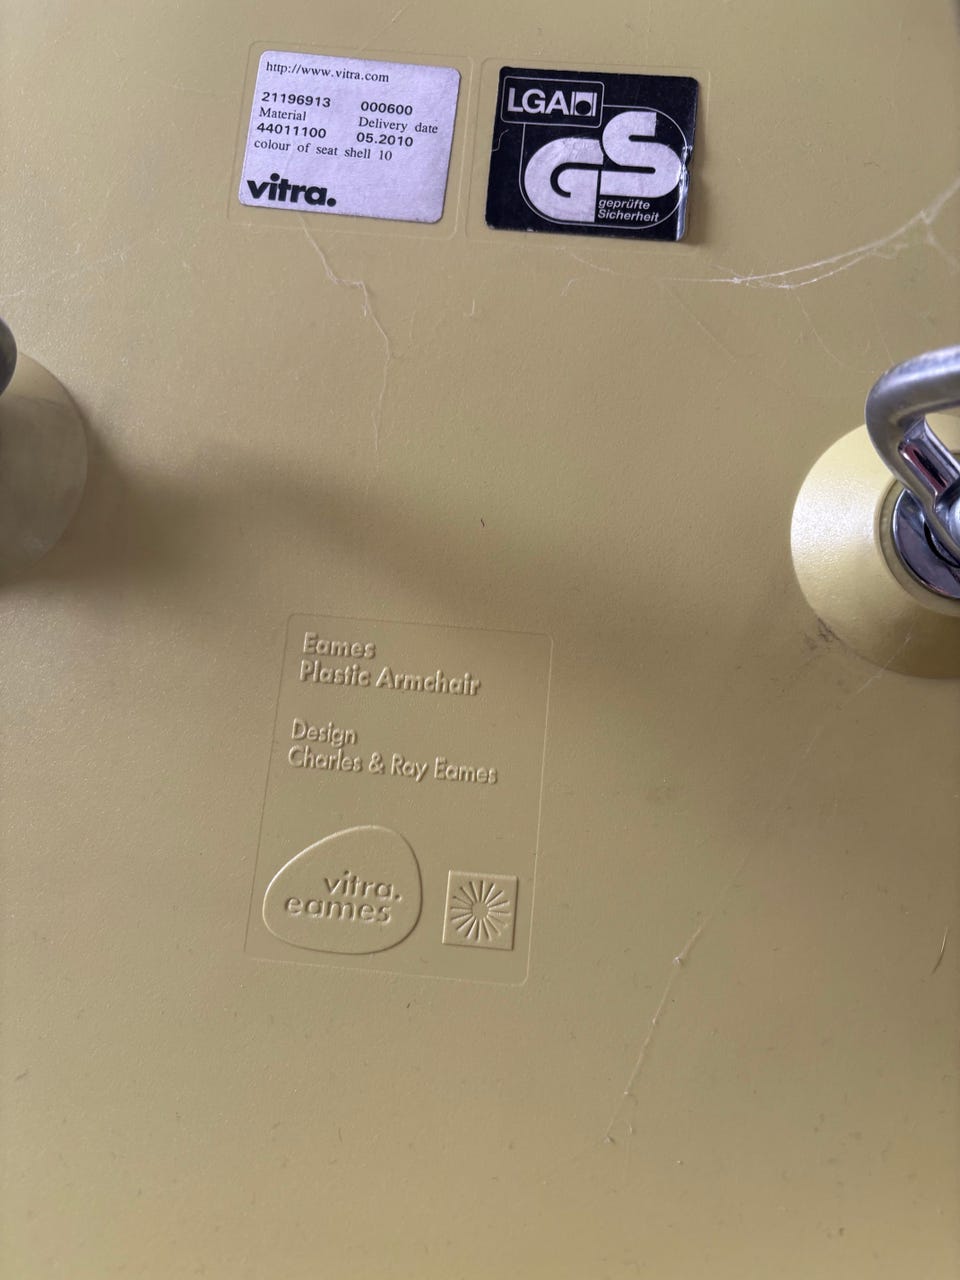 http://www.vitra.com
21196913 000600
Material Delivery date
44011100 05.2010
colour of seat shell 10
vitra.
LGA
GS
geprüfte
Sicherheit
Eames
Plastic Armchair
Design
Charles & Ray Eames
vitra.
eames